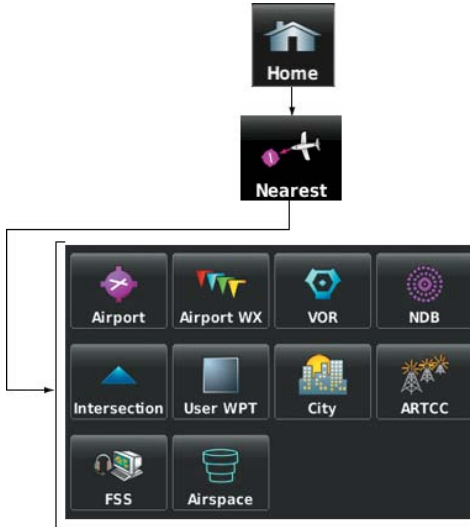 Home
Nearest
Airport
Airport WX
VOR
NDB
Intersection
User WPT
City
ARTCC
FSS
Airspace